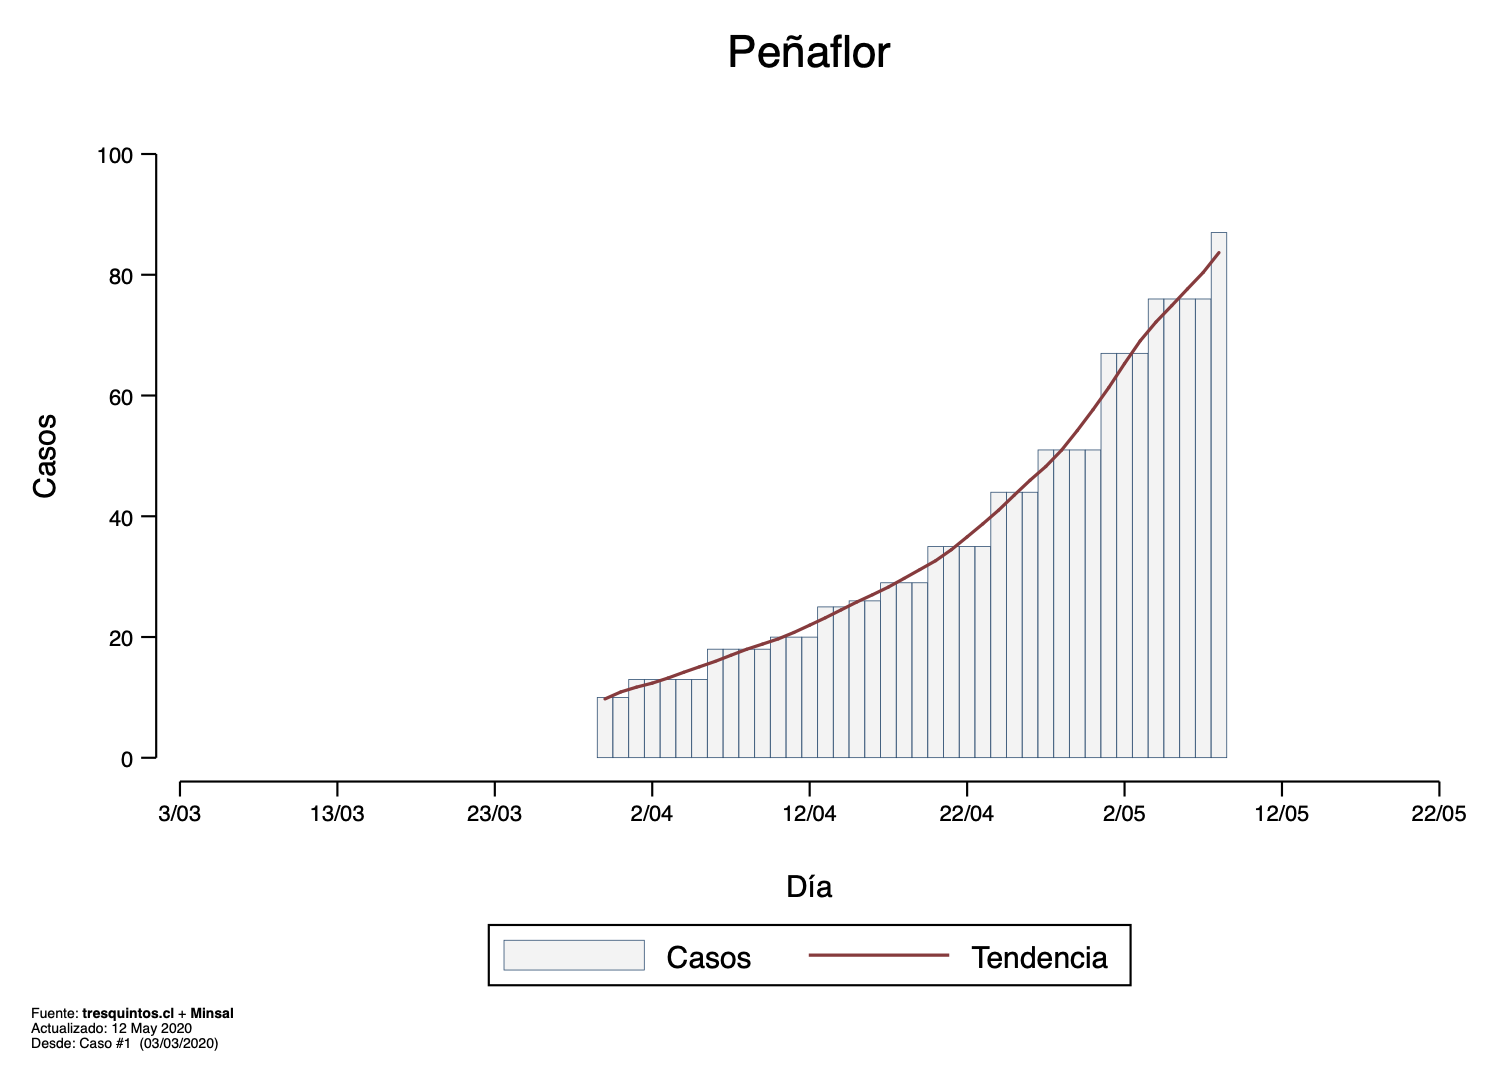 Peñaflor
100
80
60
40
20
0
Casos
3/03 13/03 23/03 2/04 12/04 22/04 2/05 12/05 22/05
Día
Casos Tendencia
Fuente: tresquintos.cl + Minsal
Actualizado: 12 May 2020
Desde: Caso #1 (03/03/2020)